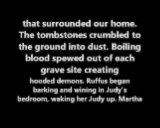 that surrounded our home.
The tombstones crumbled to
the ground into dust. Boiling
blood spewed out of each
grave site creating
hooded demons. Rufus began
barking and wining in Judy's
bedroom, waking her Judy up. Martha